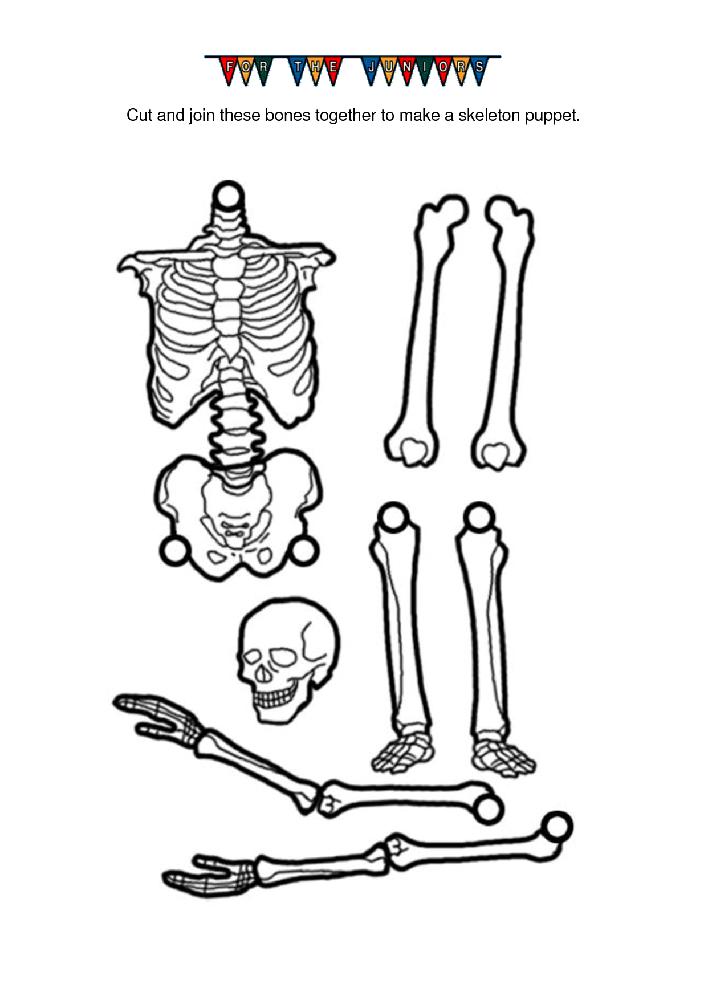 FOR THE JUNIORS
Cut and join these bones together to make a skeleton puppet.